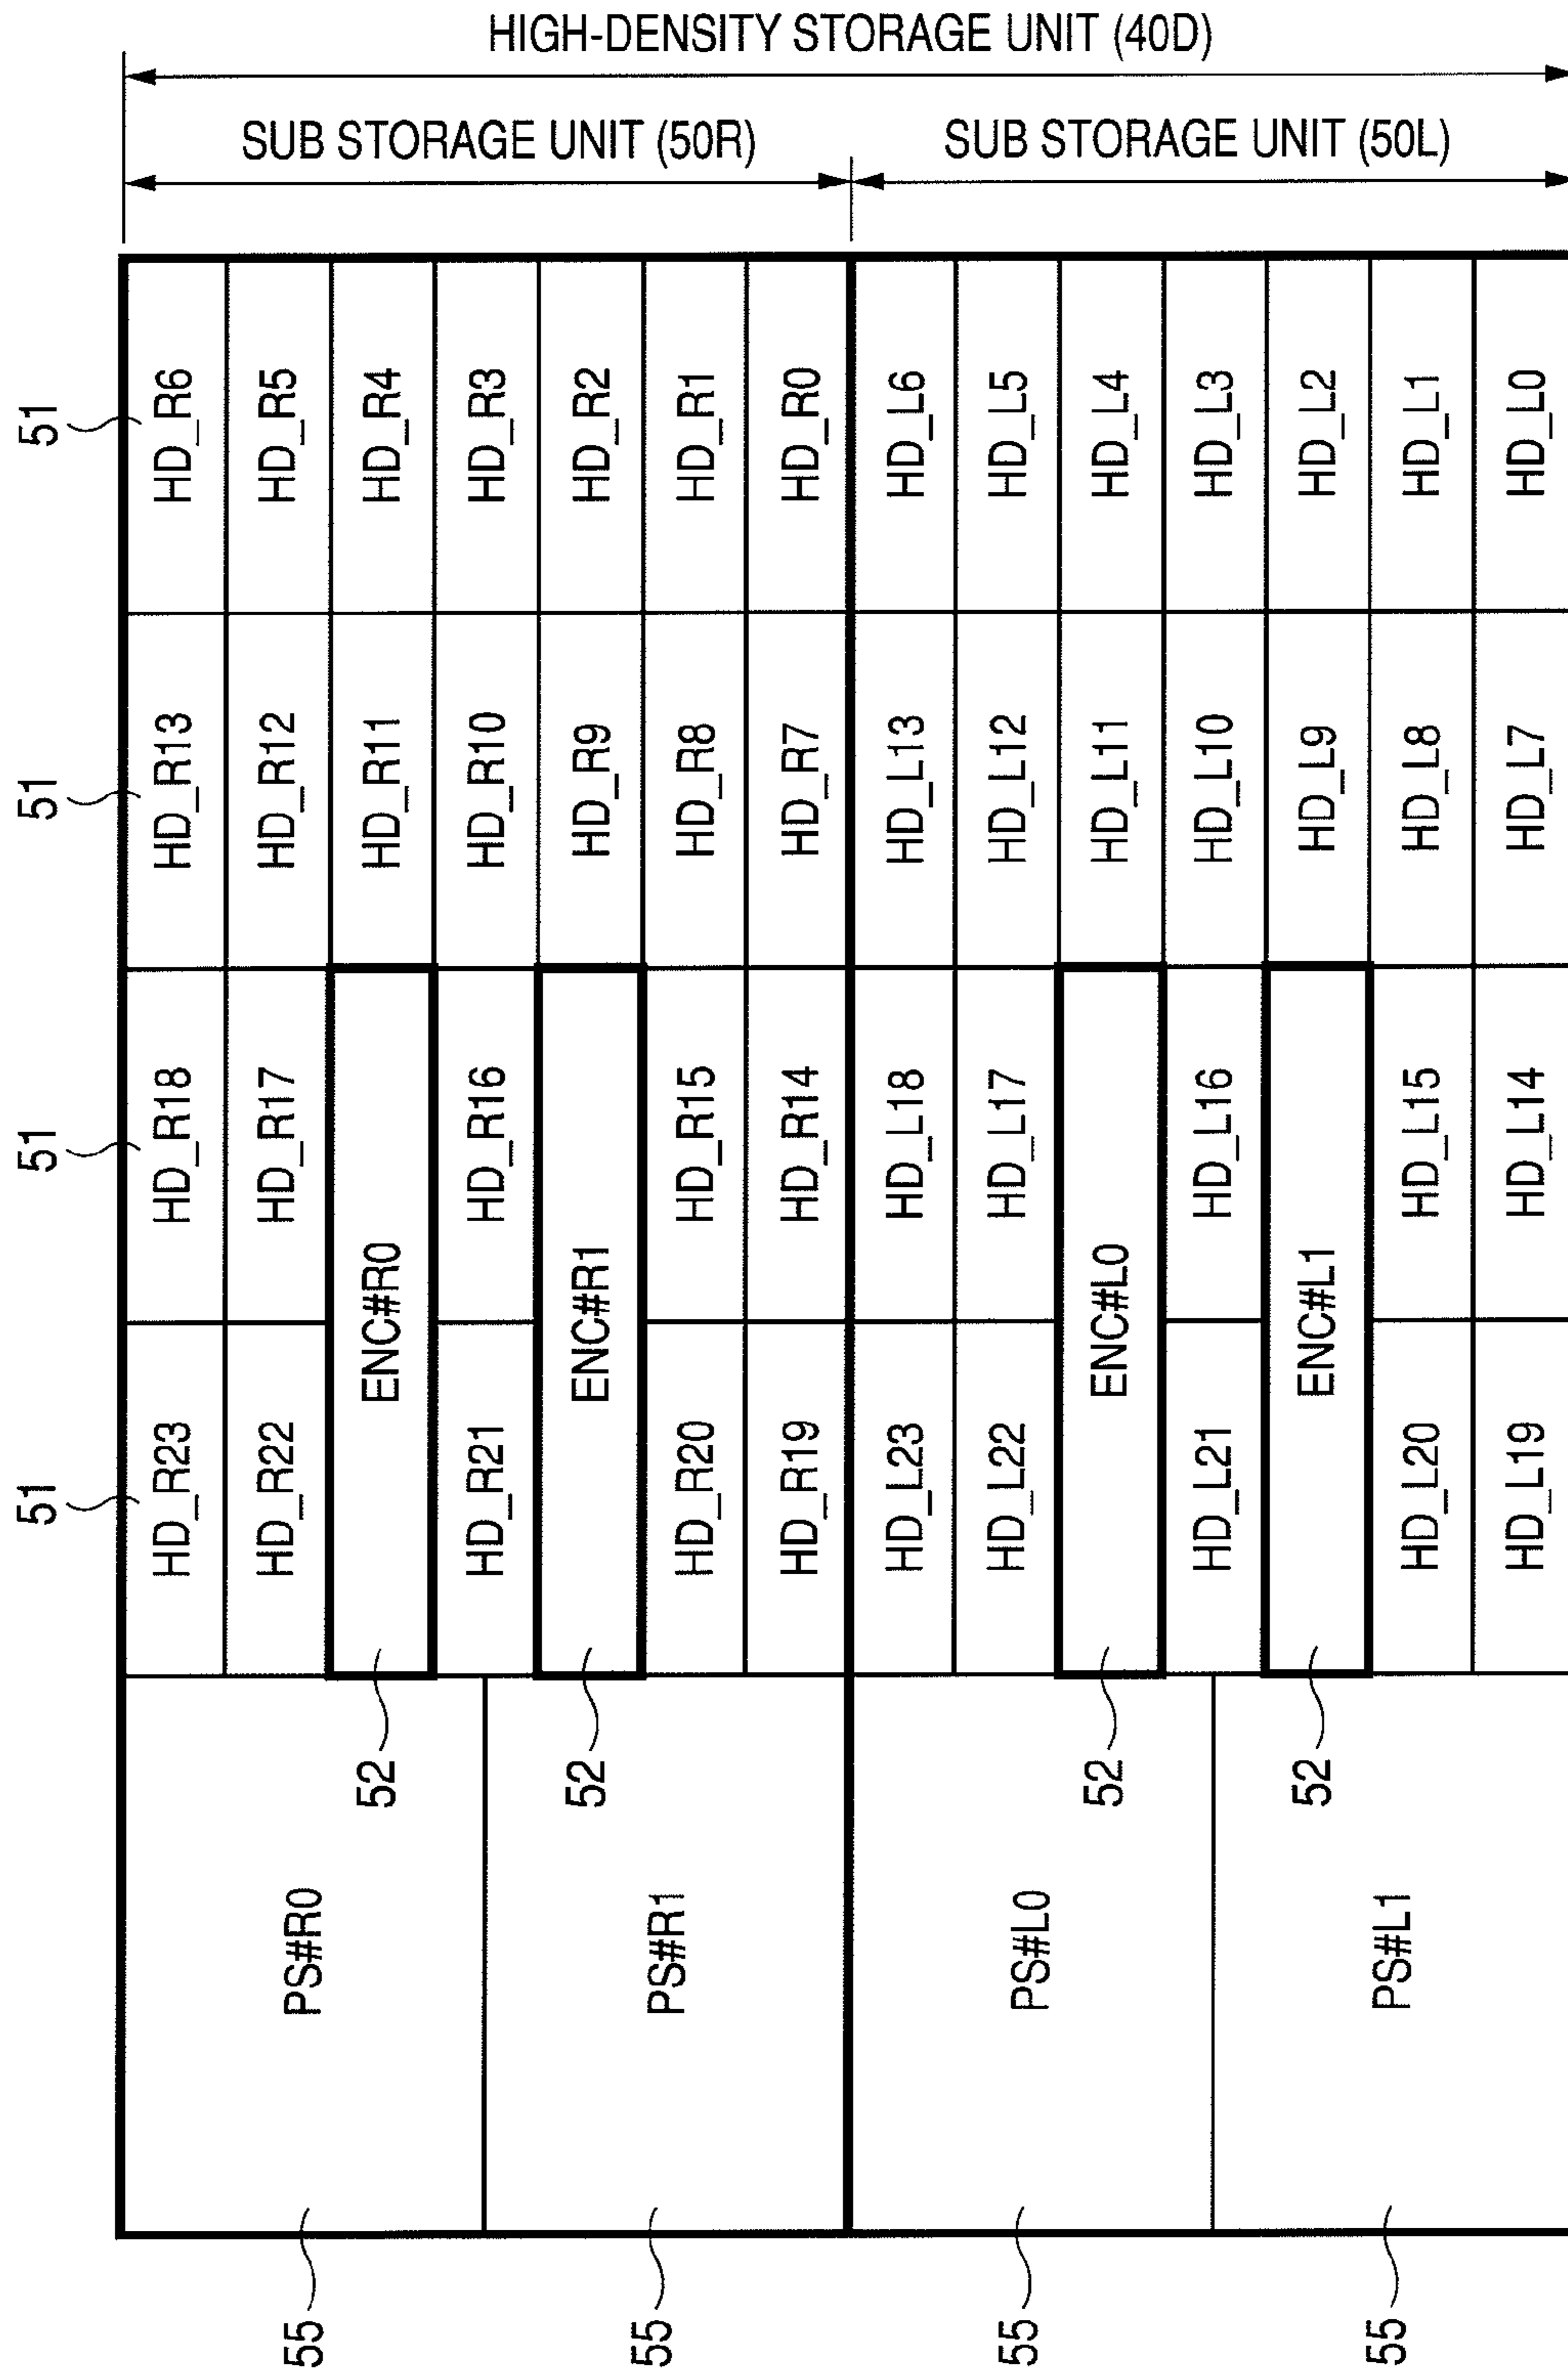 HIGH-DENSITY STORAGE UNIT (40D)
SUB STORAGE UNIT (50R)
SUB STORAGE UNIT (50L)
51
HD_R6
HD_R5
HD_R4
HD_R3
HD_R2
HD_R1
HD_R0
HD_L6
HD_L5
HD_L4
HD_L3
HD_L2
HD_L1
HD_L0
51
HD_R13
HD_R12
HD_R11
HD_R10
HD_R9
HD_R8
HD_R7
HD_L13
HD_L12
HD_L11
HD_L10
HD_L9
HD_L8
HD_L7
51
HD_R18
HD_R17
HD_R16
HD_R15
HD_R14
HD_L18
HD_L17
HD_L16
HD_L15
HD_L14
ENC#R0
ENC#R1
ENC#L0
ENC#L1
51
HD_R23
HD_R22
HD_R21
HD_R20
HD_R19
HD_L23
HD_L22
HD_L21
HD_L20
HD_L19
52
52
52
52
PS#R0
PS#R1
PS#L0
PS#L1
55
55
55
55